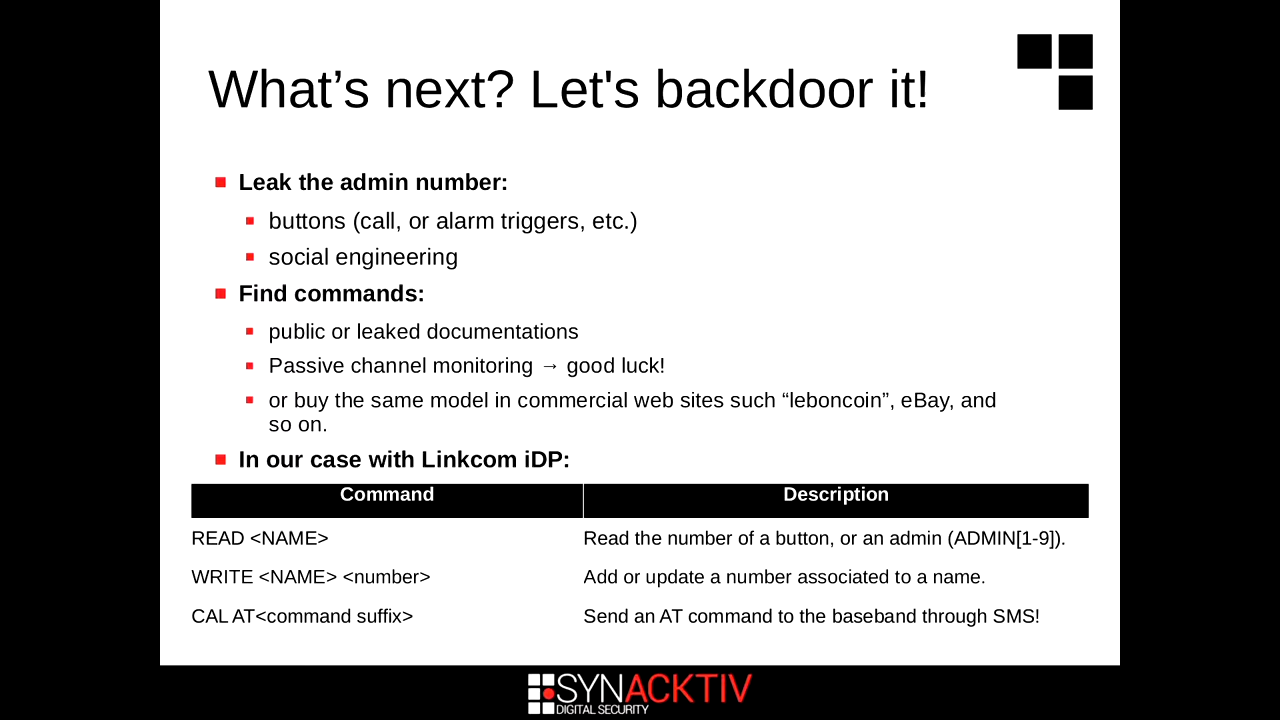 What’s next? Let's backdoor it!
Leak the admin number:
buttons (call, or alarm triggers, etc.)
social engineering
Find commands:
public or leaked documentations
Passive channel monitoring → good luck!
or buy the same model in commercial web sites such “leboncoin”, eBay, and
so on.
In our case with Linkcom iDP:
Command Description
READ <NAME> Read the number of a button, or an admin (ADMIN[1-9]).
WRITE <NAME> <number> Add or update a number associated to a name.
CAL AT<command suffix> Send an AT command to the baseband through SMS!
SYNACKTIV
DIGITAL SECURITY